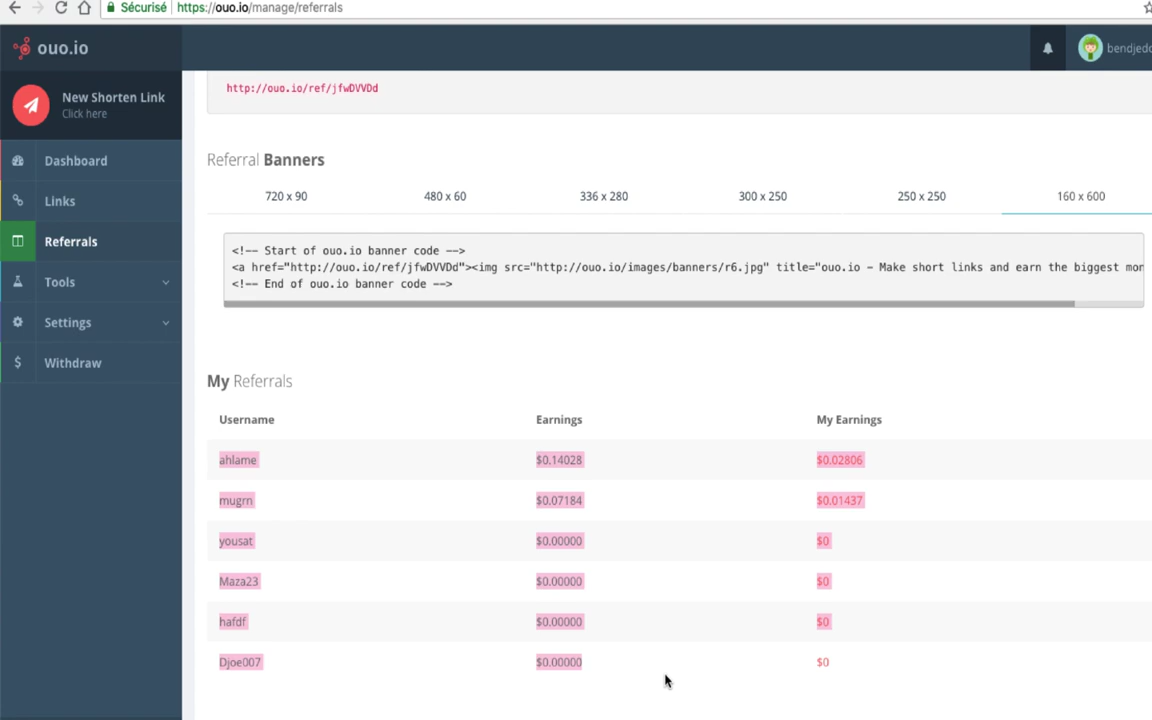 Sécurisé https://ouo.io/manage/referrals
ouo.io
New Shorten Link
Click here
Dashboard
Links
Referrals
Tools
Settings
Withdraw
http://ouo.io/ref/jfwDVVDd
Referral Banners
720 x 90 480 x 60 336 x 280 300 x 250 250 x 250 160 x 600
<!-- Start of ouo.io banner code -->
<a href="http://ouo.io/ref/jfwDVVDd"><img src="http://ouo.io/images/banners/r6.jpg" title="ouo.io - Make short links and earn the biggest
<!-- End of ouo.io banner code -->
My Referrals
Username Earnings My Earnings
ahlame $0.14028 $0.02806
mugrn $0.07184 $0.01437
yousat $0.00000 $0
Maza23 $0.00000 $0
hafdf $0.00000 $0
Djoe007 $0.00000 $0